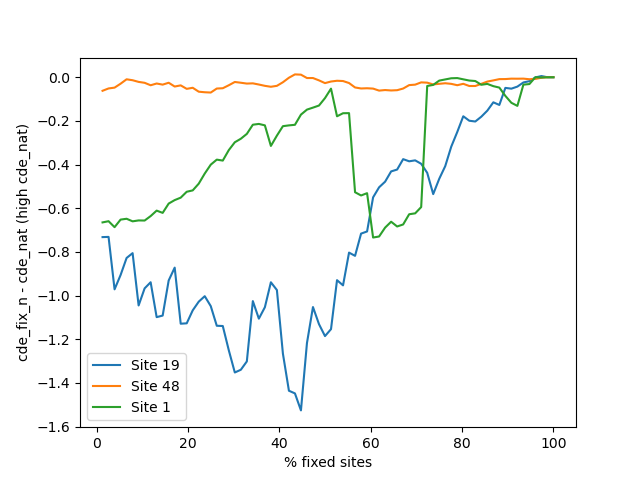 0.0
−0.2
−0.4
−0.6
−0.8
−1.0
−1.2
−1.4
−1.6
cde_fix_n - cde_nat (high cde_nat)
Site 19
Site 48
Site 1
0 20 40 60 80 100
% fixed sites